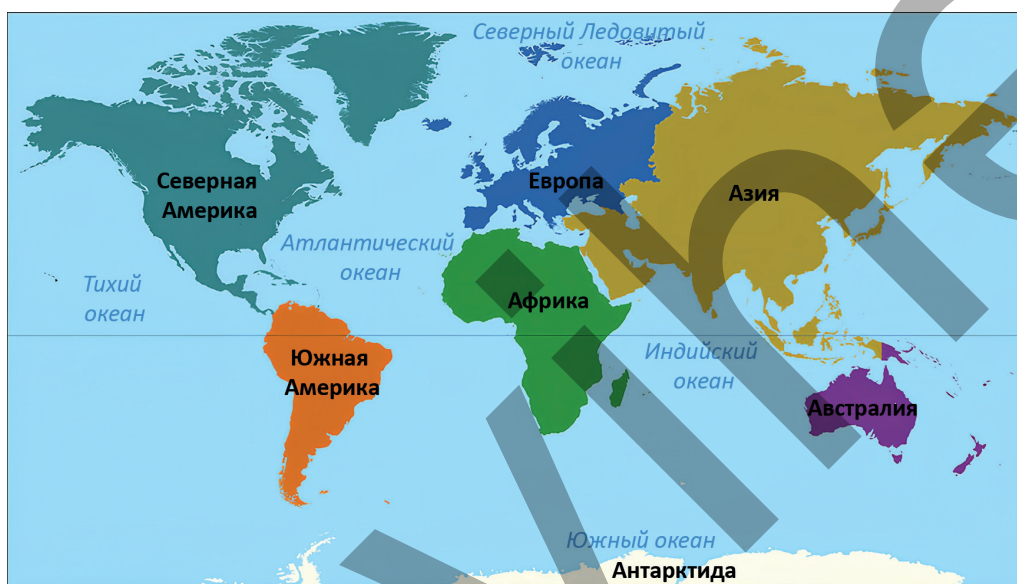 Северный Ледовитый
океан
Северная
Америка
Европа
Азия
Атлантический
океан
Тихий
океан
Африка
Южная
Америка
Индийский
океан
Австралия
Южный океан
Антарктида